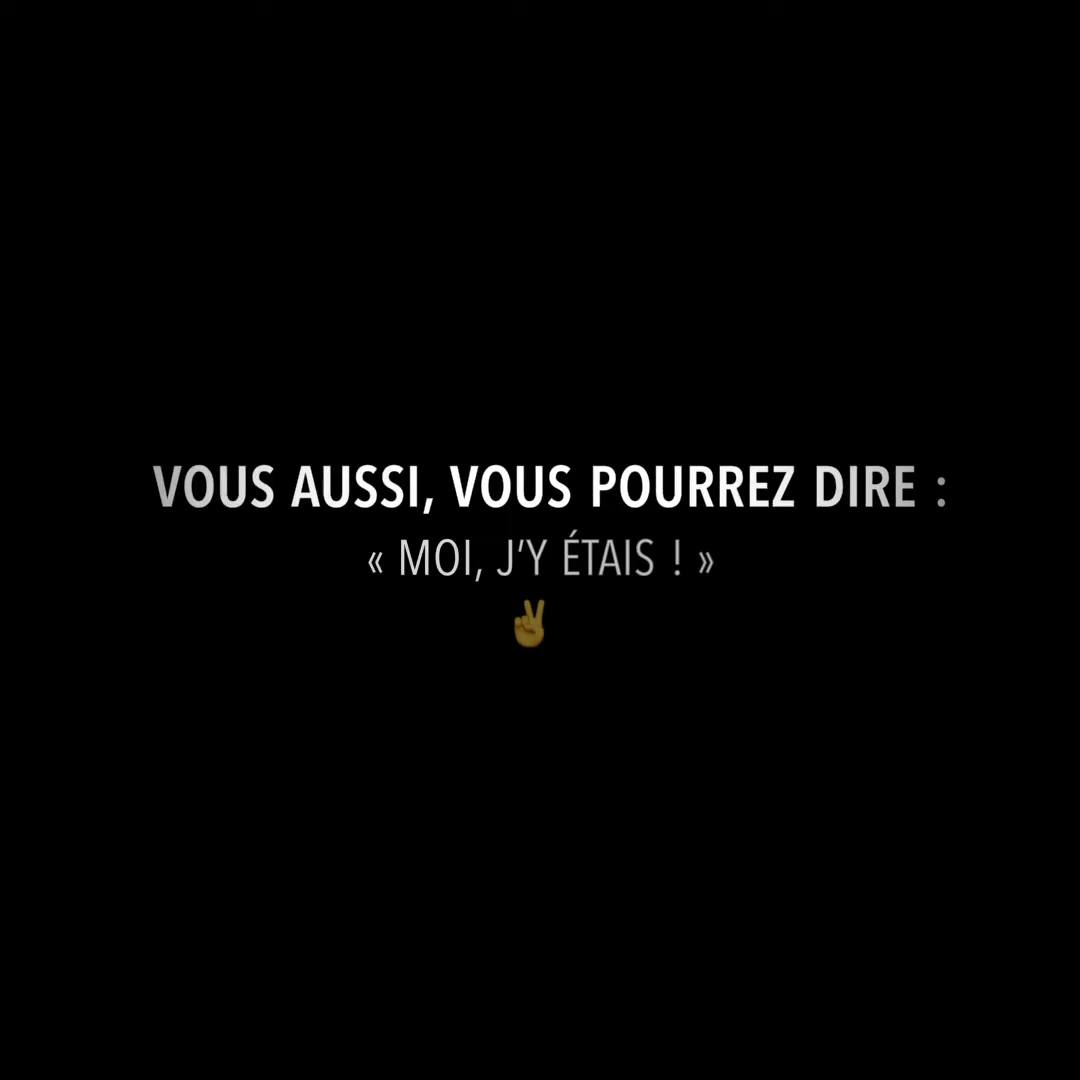 VOUS AUSSI, VOUS POURREZ DIRE :
« MOI, J’Y ÉTAIS ! »
✌